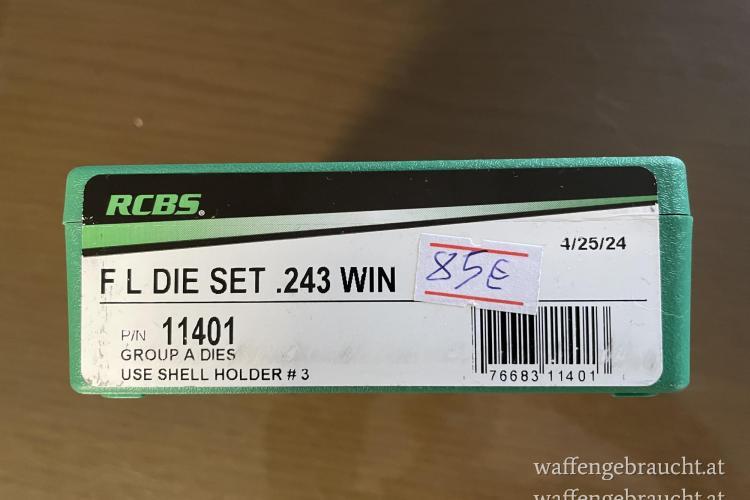 RCBS.
4/25/24
F L DIE SET .243 WIN
85€
P/N 11401
GROUP A DIES
USE SHELL HOLDER # 3
76683 11401
waffengebraucht.at
waffengebraucht.at